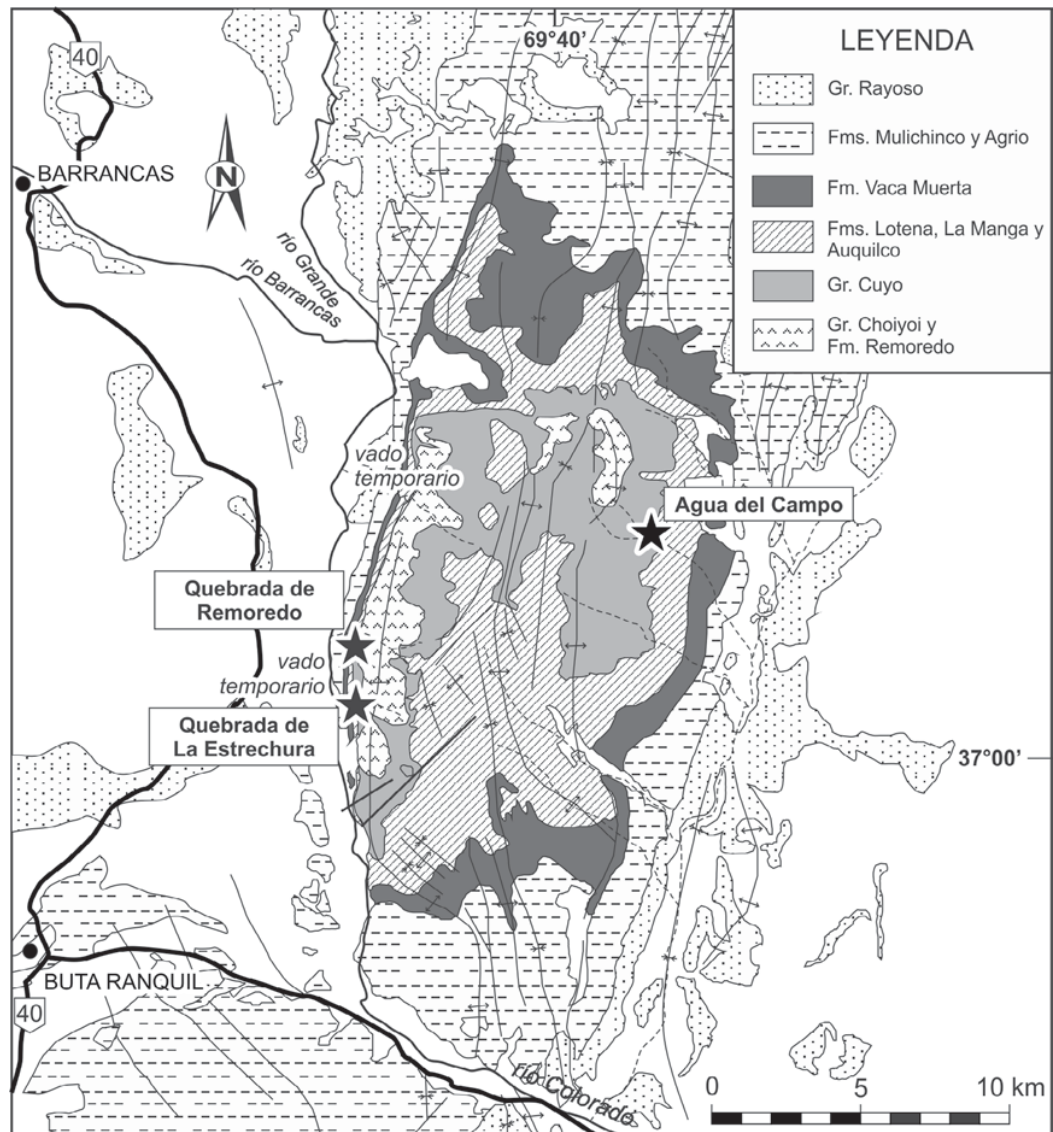 69°40’
LEYENDA
Gr. Rayoso
Fms. Mulichinco y Agrio
Fm. Vaca Muerta
Fms. Lotena, La Manga y
Auquilco
Gr. Cuyo
Gr. Choiyoi y
Fm. Remoredo
40
BARRANCAS
N
río Grande
río Barrancas
vado
temporario
Agua del Campo
Quebrada de
Remoredo
vado
temporario
Quebrada de
La Estrechura
37°00’
BUTA RANQUIL
40
río Colorado
0 5 10 km